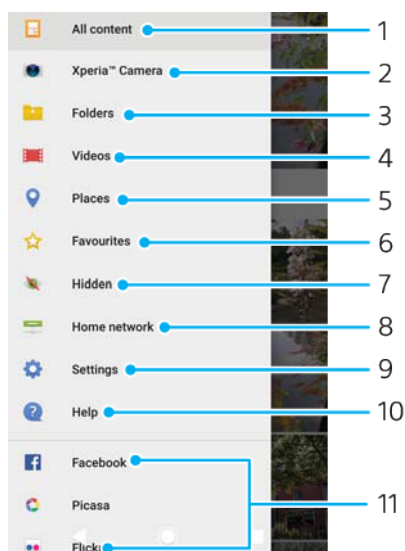 All content 1
Xperia™ Camera 2
Folders 3
Videos 4
Places 5
Favourites 6
Hidden 7
Home network 8
Settings 9
Help 10
Facebook
Picasa 11
Flickr